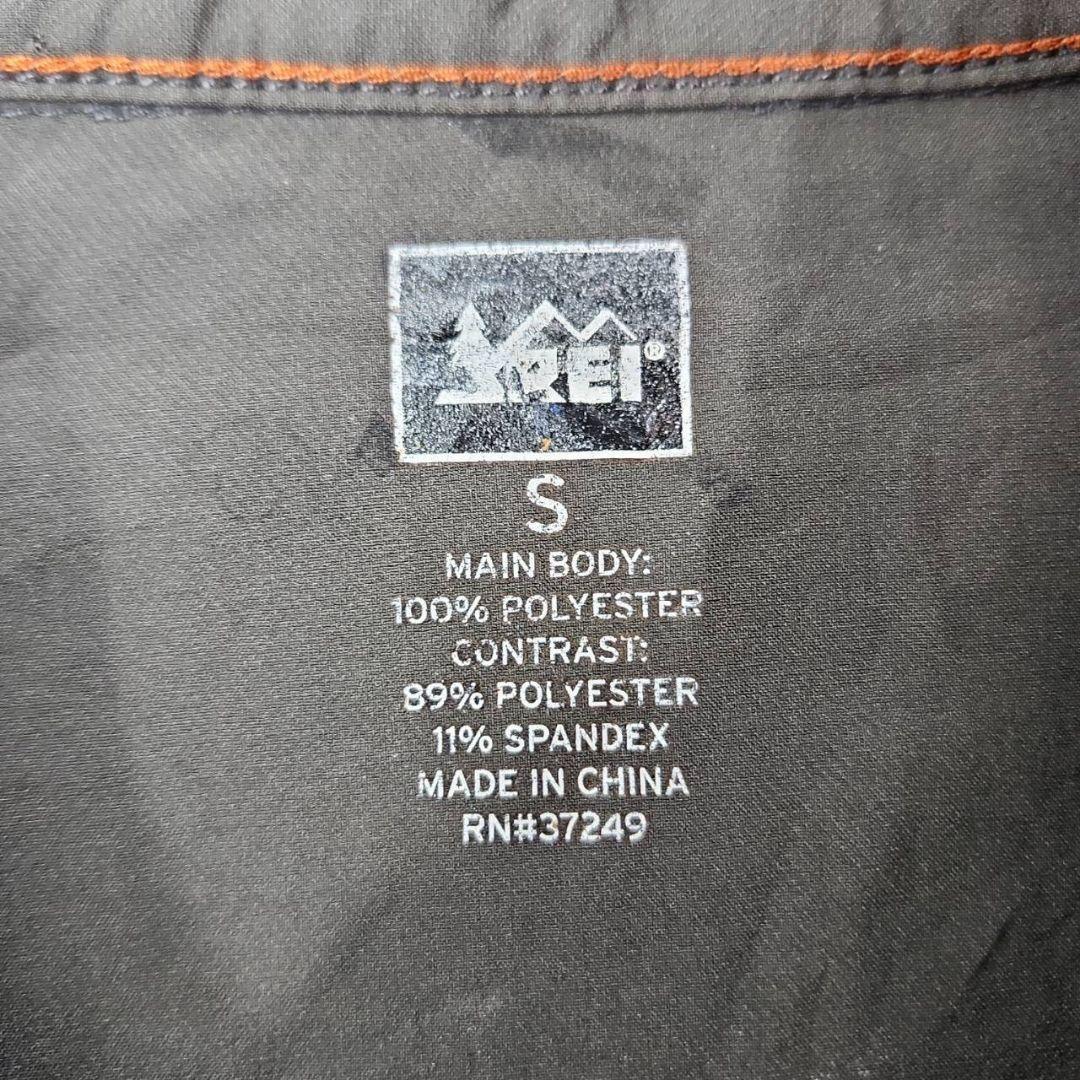 REI®
S
MAIN BODY:
100% POLYESTER
CONTRAST:
89% POLYESTER
11% SPANDEX
MADE IN CHINA
RN#37249